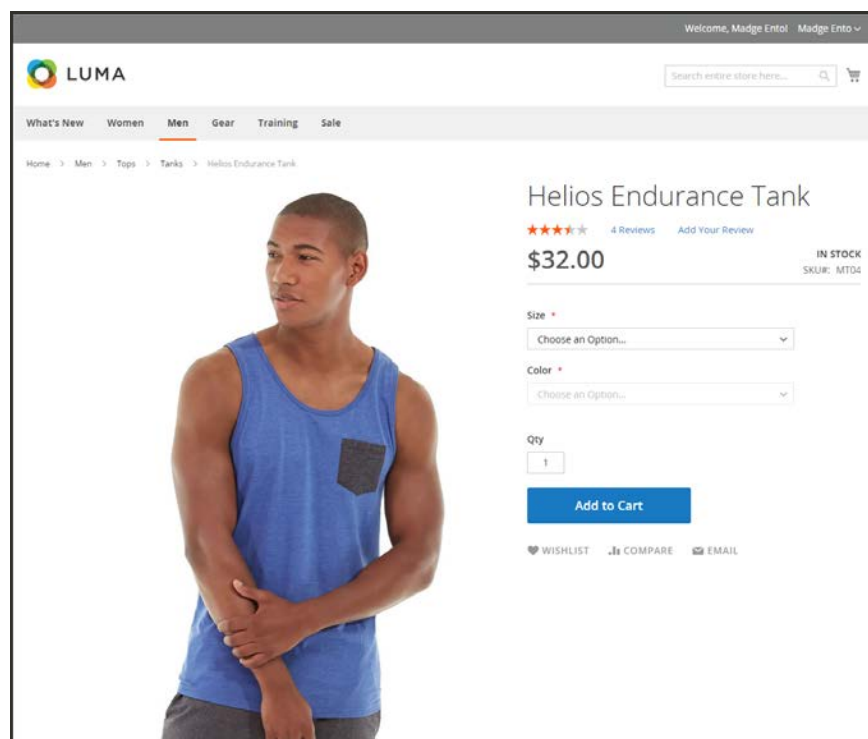 Welcome, Madge Ento! Madge Ento
LUMA
Search entire store here...
What's New Women Men Gear Training Sale
Home > Men > Tops > Tanks > Helios Endurance Tank
Helios Endurance Tank
4 Reviews Add Your Review
$32.00
IN STOCK
SKU#: MT04
Size *
Choose an Option...
Color *
Choose an Option...
Qty
1
Add to Cart
WISHLIST COMPARE EMAIL